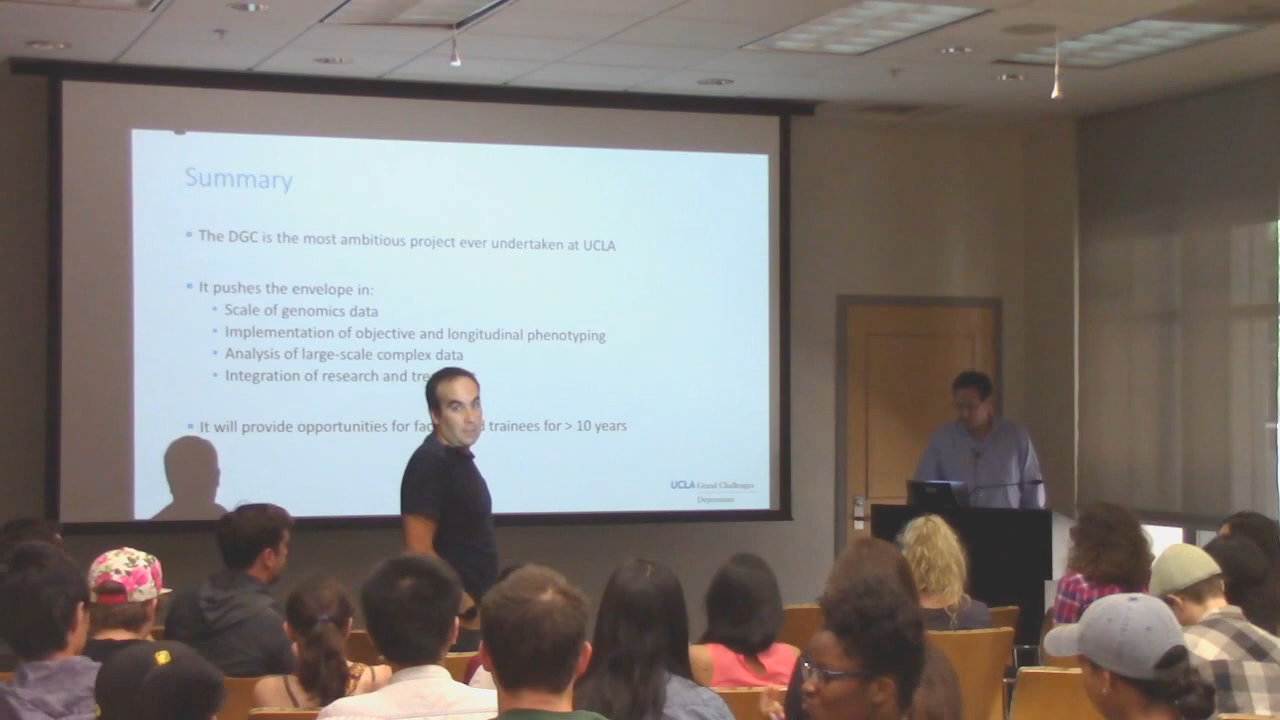 Summary
The DGC is the most ambitious project ever undertaken at UCLA
It pushes the envelope in:
Scale of genomics data
Implementation of objective and longitudinal phenotyping
Analysis of large-scale complex data
Integration of research and
It will provide opportunities for trainees for > 10 years
UCLA Grand Challenges
Depression